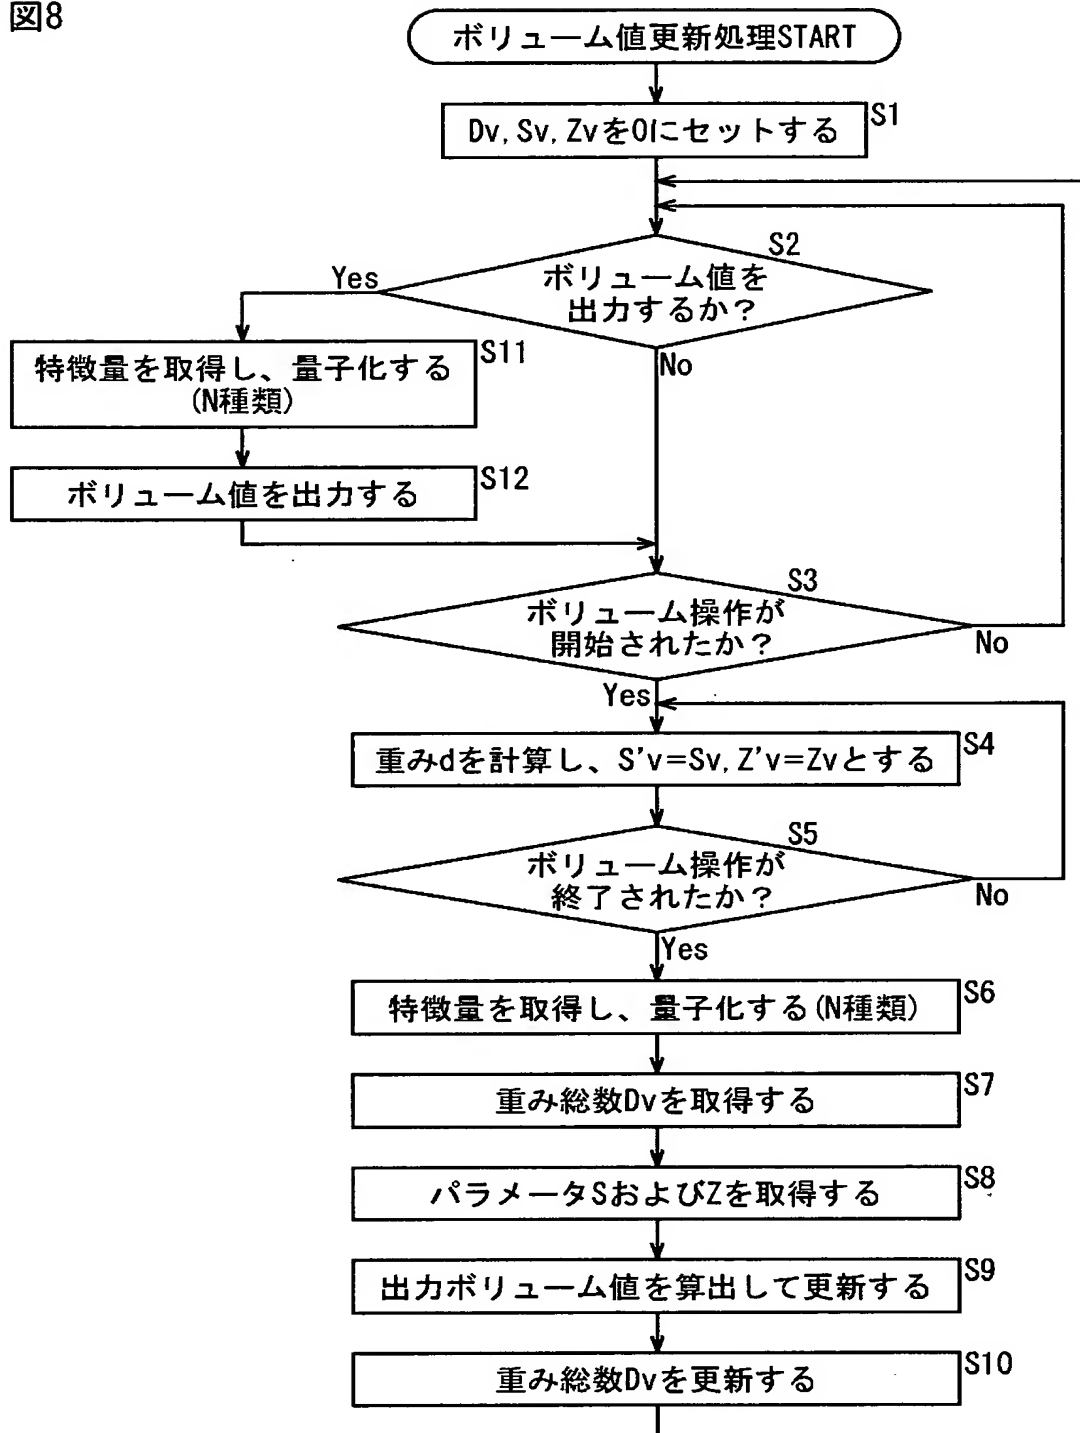 図8
ボリューム値更新処理START
Dv,Sv,Zvを0にセットする
S1
S2
ボリューム値を
出力するか？
Yes
No
特徴量を取得し、量子化する
(N種類)
S11
ボリューム値を出力する
S12
S3
ボリューム操作が
開始されたか？
No
Yes
重みdを計算し、S'v=Sv,Z'v=Zvとする
S4
S5
ボリューム操作が
終了されたか？
No
Yes
特徴量を取得し、量子化する(N種類)
S6
重み総数Dvを取得する
S7
パラメータSおよびZを取得する
S8
出力ボリューム値を算出して更新する
S9
重み総数Dvを更新する
S10